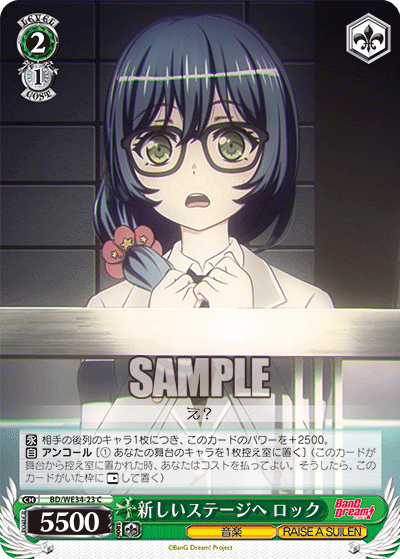 LEVEL
2
1
COST
SAMPLE
え？
永 相手の後列のキャラ1枚につき、このカードのパワーを＋2500。
自 アンコール ［① あなたの舞台のキャラを1枚控え室に置く］ （このカードが
舞台から控え室に置かれた時、あなたはコストを払ってよい。そうしたら、この
カードがいた枠に 置く）
CH BD/WE34-23 C
新しいステージへ ロック
BanG Dream!
5500
音楽
RAISE A SUILEN
©BanG Dream! Project